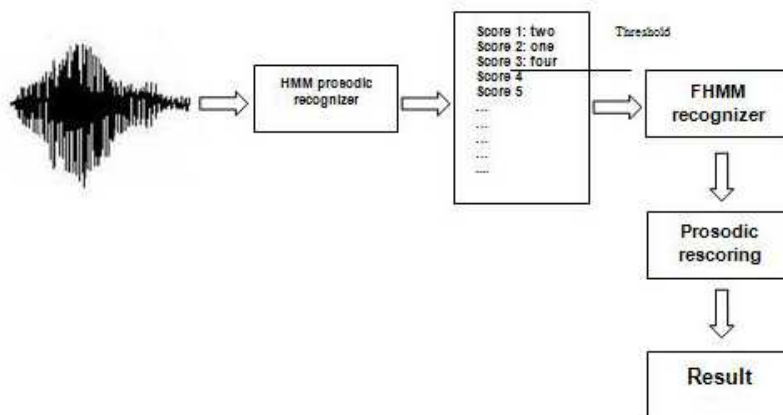 HMM prosodic
recognizer
Score 1: two
Score 2: one
Score 3: four
Score 4
Score 5
...
...
...
...
....
Threshold
FHMM
recognizer
Prosodic
rescoring
Result